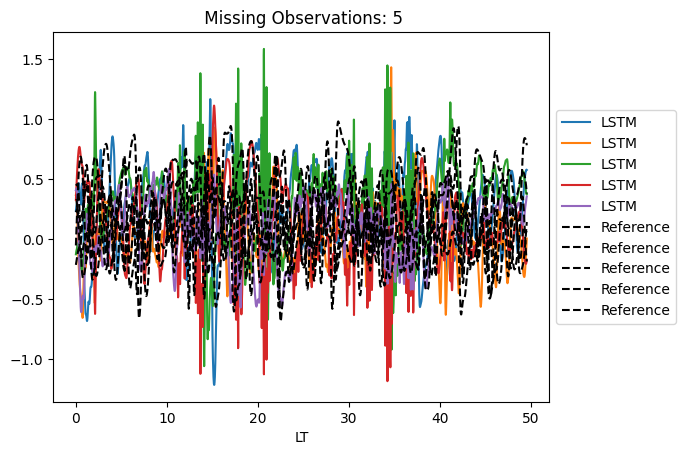 Missing Observations: 5
1.5
1.0
0.5
0.0
−0.5
−1.0
0 10 20 30 40 50
LT
LSTM
LSTM
LSTM
LSTM
LSTM
Reference
Reference
Reference
Reference
Reference